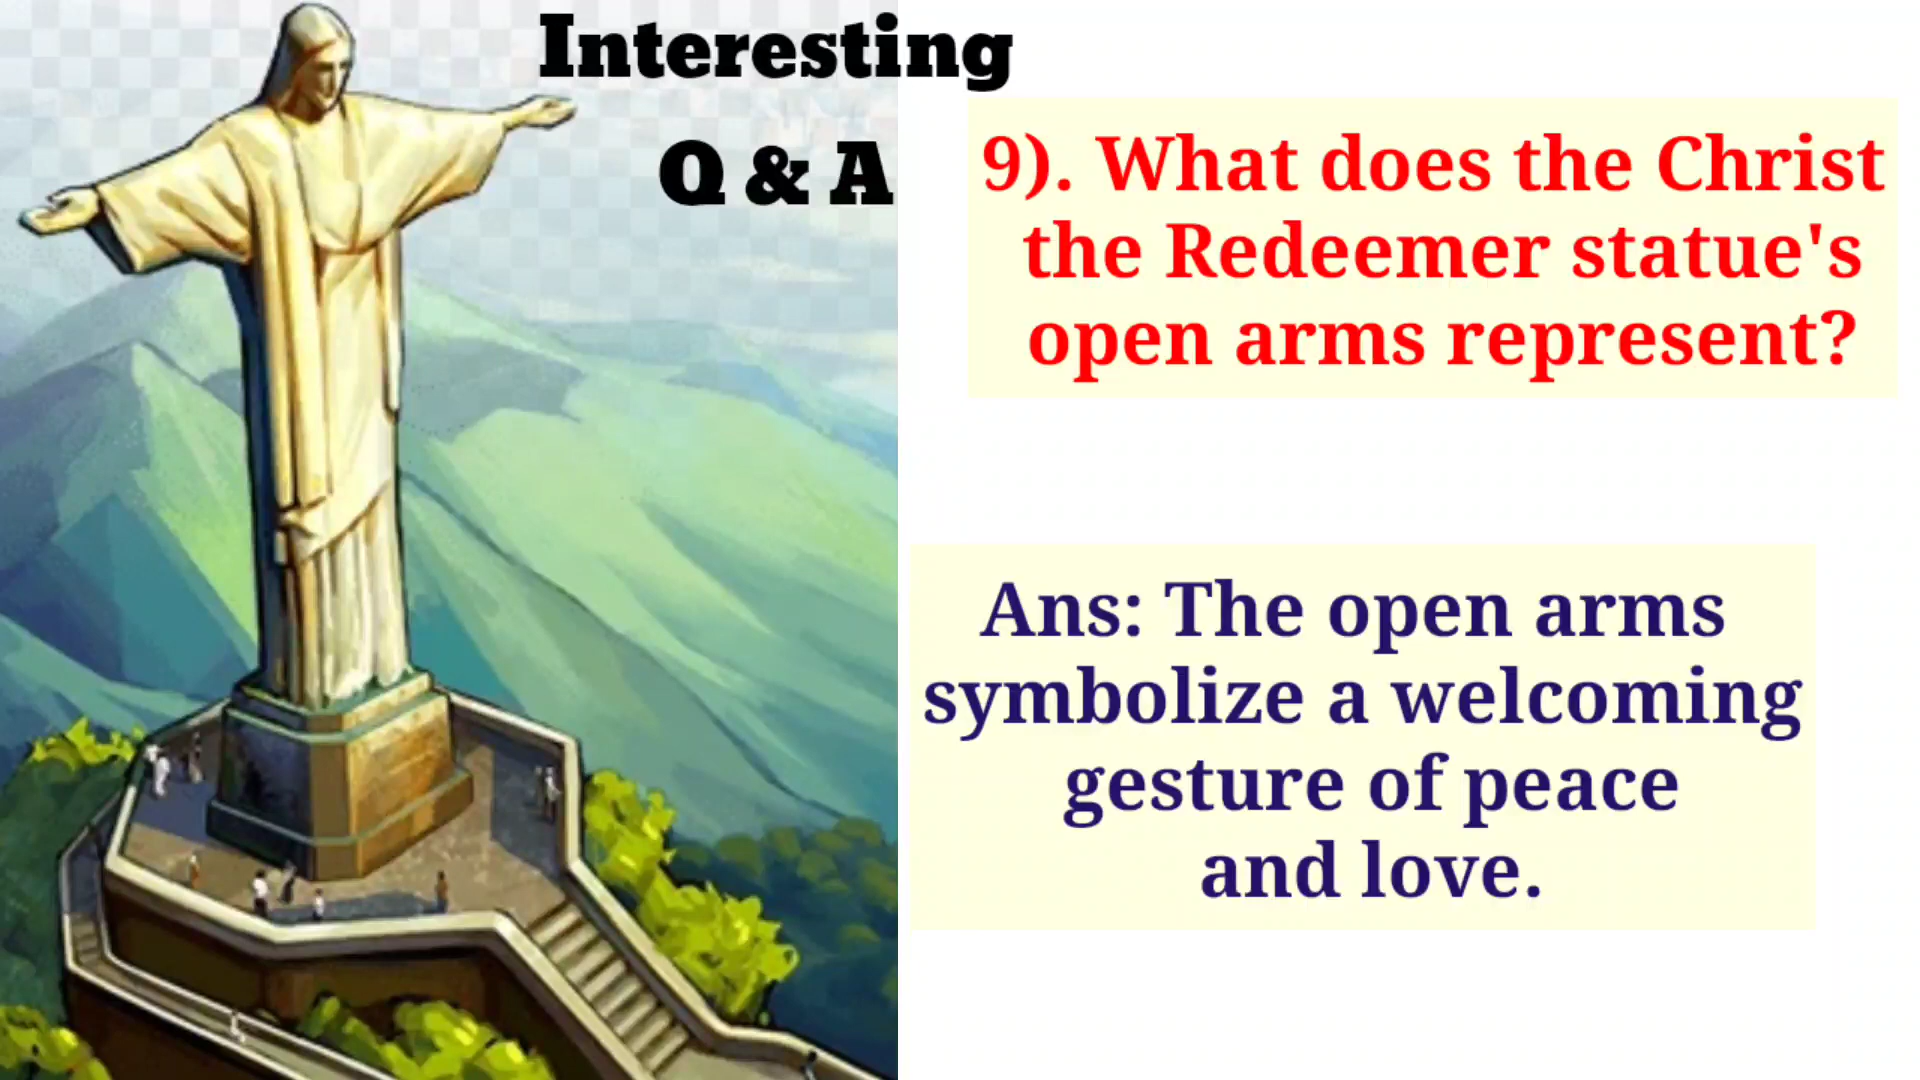 Interesting
Q & A
9). What does the Christ
the Redeemer statue's
open arms represent?
Ans: The open arms
symbolize a welcoming
gesture of peace
and love.